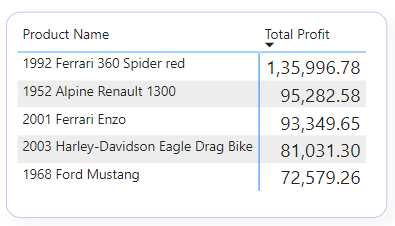 Product Name Total Profit
1992 Ferrari 360 Spider red 1,35,996.78
1952 Alpine Renault 1300 95,282.58
2001 Ferrari Enzo 93,349.65
2003 Harley-Davidson Eagle Drag Bike 81,031.30
1968 Ford Mustang 72,579.26